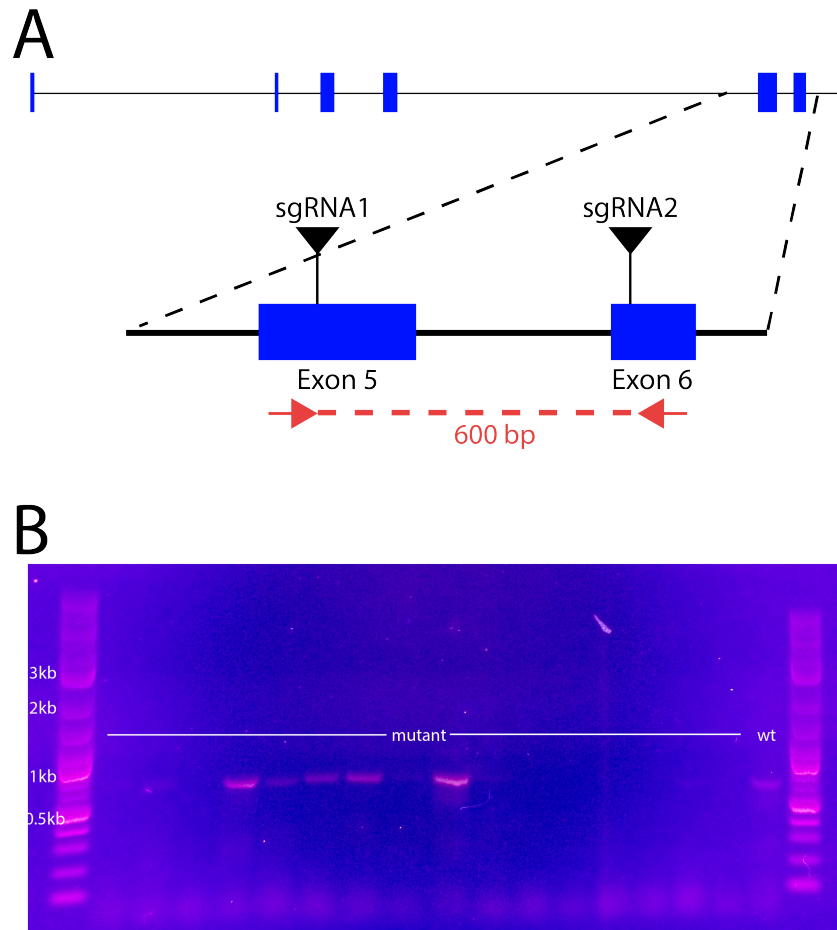 A
sgRNA1
sgRNA2
Exon 5
Exon 6
600 bp
B
3kb
2kb
mutant
wt
1kb
0.5kb